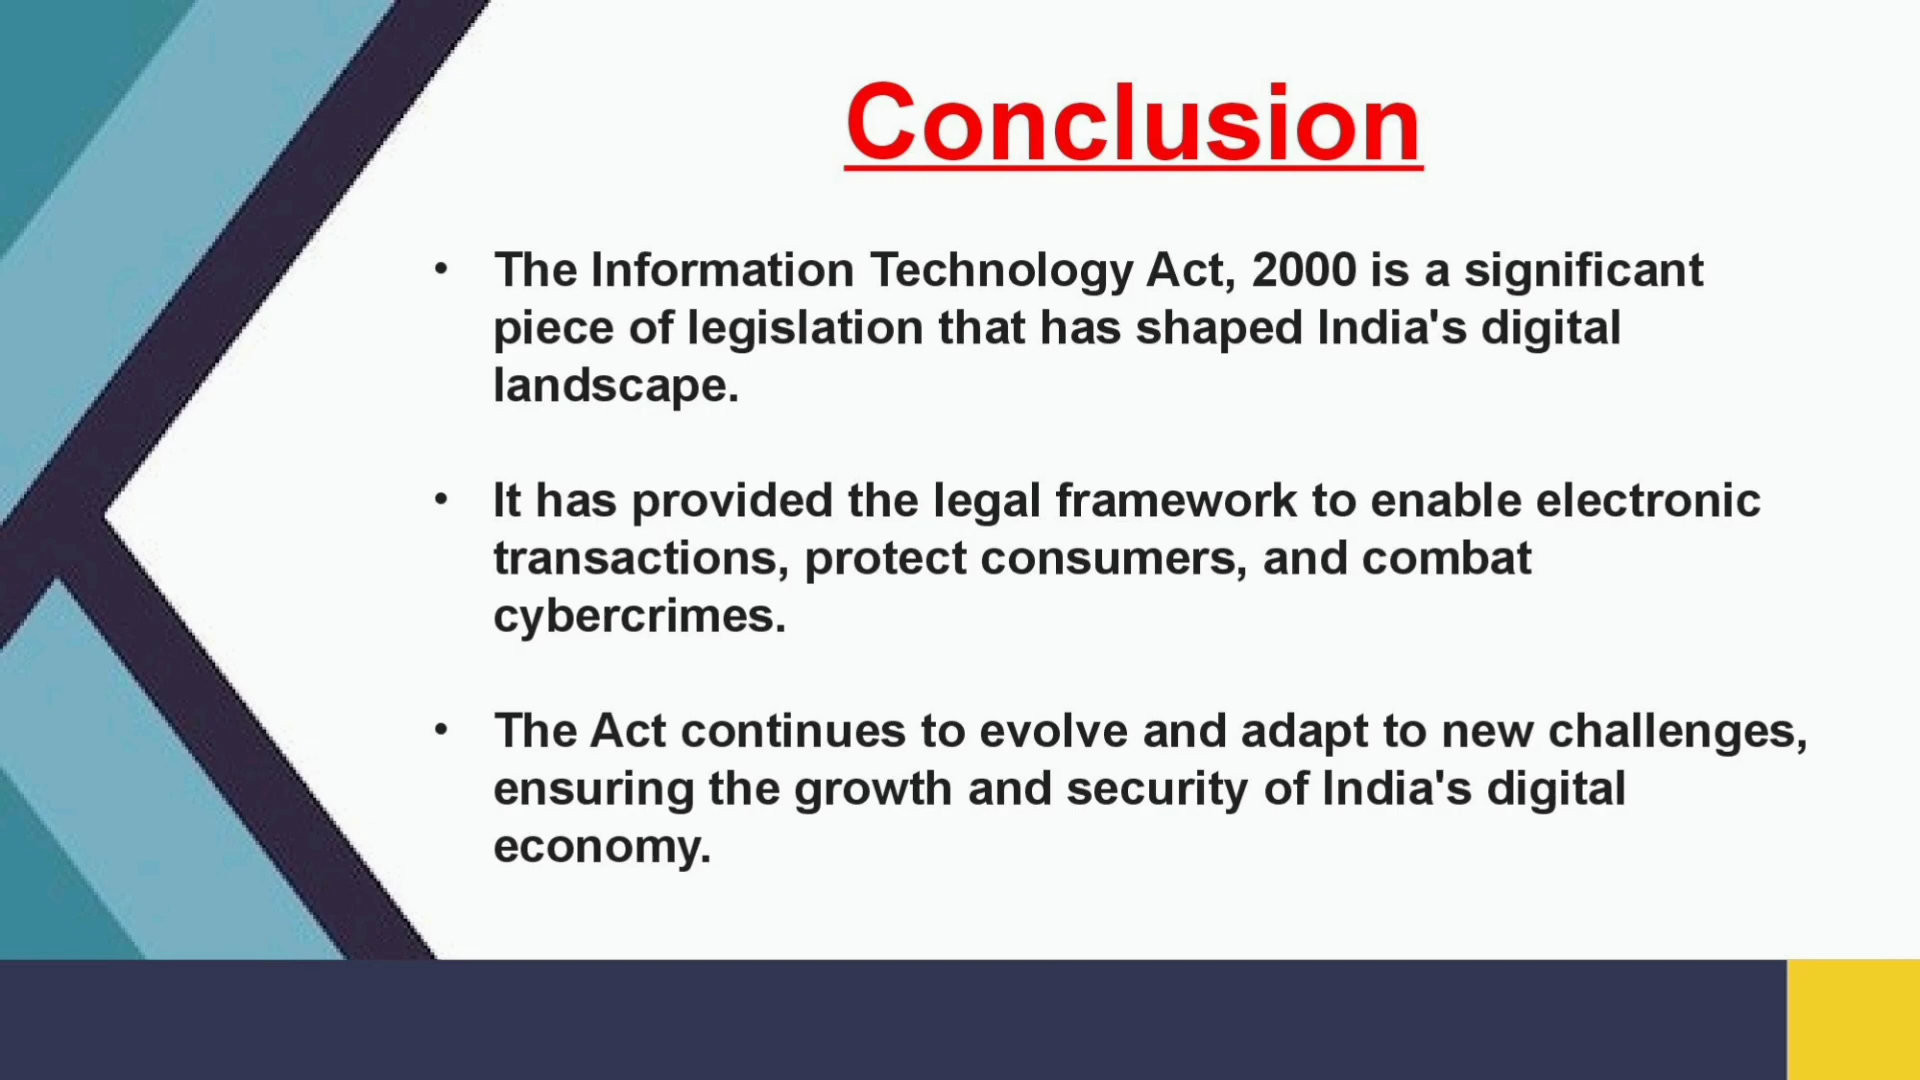 Conclusion
• The Information Technology Act, 2000 is a significant
piece of legislation that has shaped India's digital
landscape.
• It has provided the legal framework to enable electronic
transactions, protect consumers, and combat
cybercrimes.
• The Act continues to evolve and adapt to new challenges,
ensuring the growth and security of India's digital
economy.